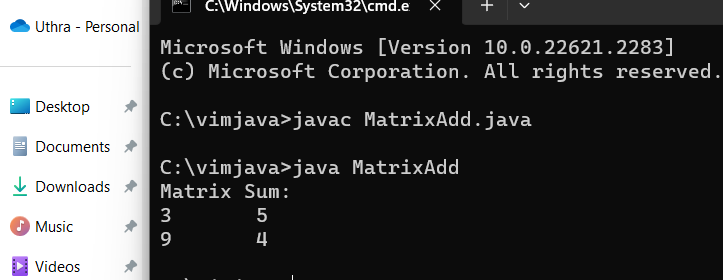 C:\Windows\System32\cmd.e
Uthra - Personal
Microsoft Windows [Version 10.0.22621.2283]
(c) Microsoft Corporation. All rights reserved.
Desktop
C:\vimjava>javac MatrixAdd.java
Documents
C:\vimjava>java MatrixAdd
Downloads
Matrix Sum:
3 5
Music
9 4
Videos